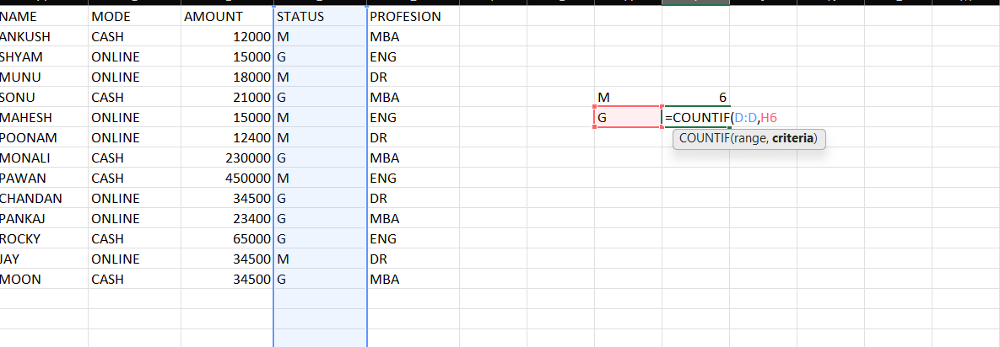 NAME MODE AMOUNT STATUS PROFESION
ANKUSH CASH 12000 M MBA
SHYAM ONLINE 15000 G ENG
MUNU ONLINE 18000 M DR
SONU CASH 21000 G MBA M 6
MAHESH ONLINE 15000 M ENG G =COUNTIF(D:D,H6
POONAM ONLINE 12400 M DR COUNTIF(range, criteria)
MONALI CASH 230000 G MBA
PAWAN CASH 450000 M ENG
CHANDAN ONLINE 34500 G DR
PANKAJ ONLINE 23400 G MBA
ROCKY CASH 65000 G ENG
JAY ONLINE 34500 M DR
MOON CASH 34500 G MBA